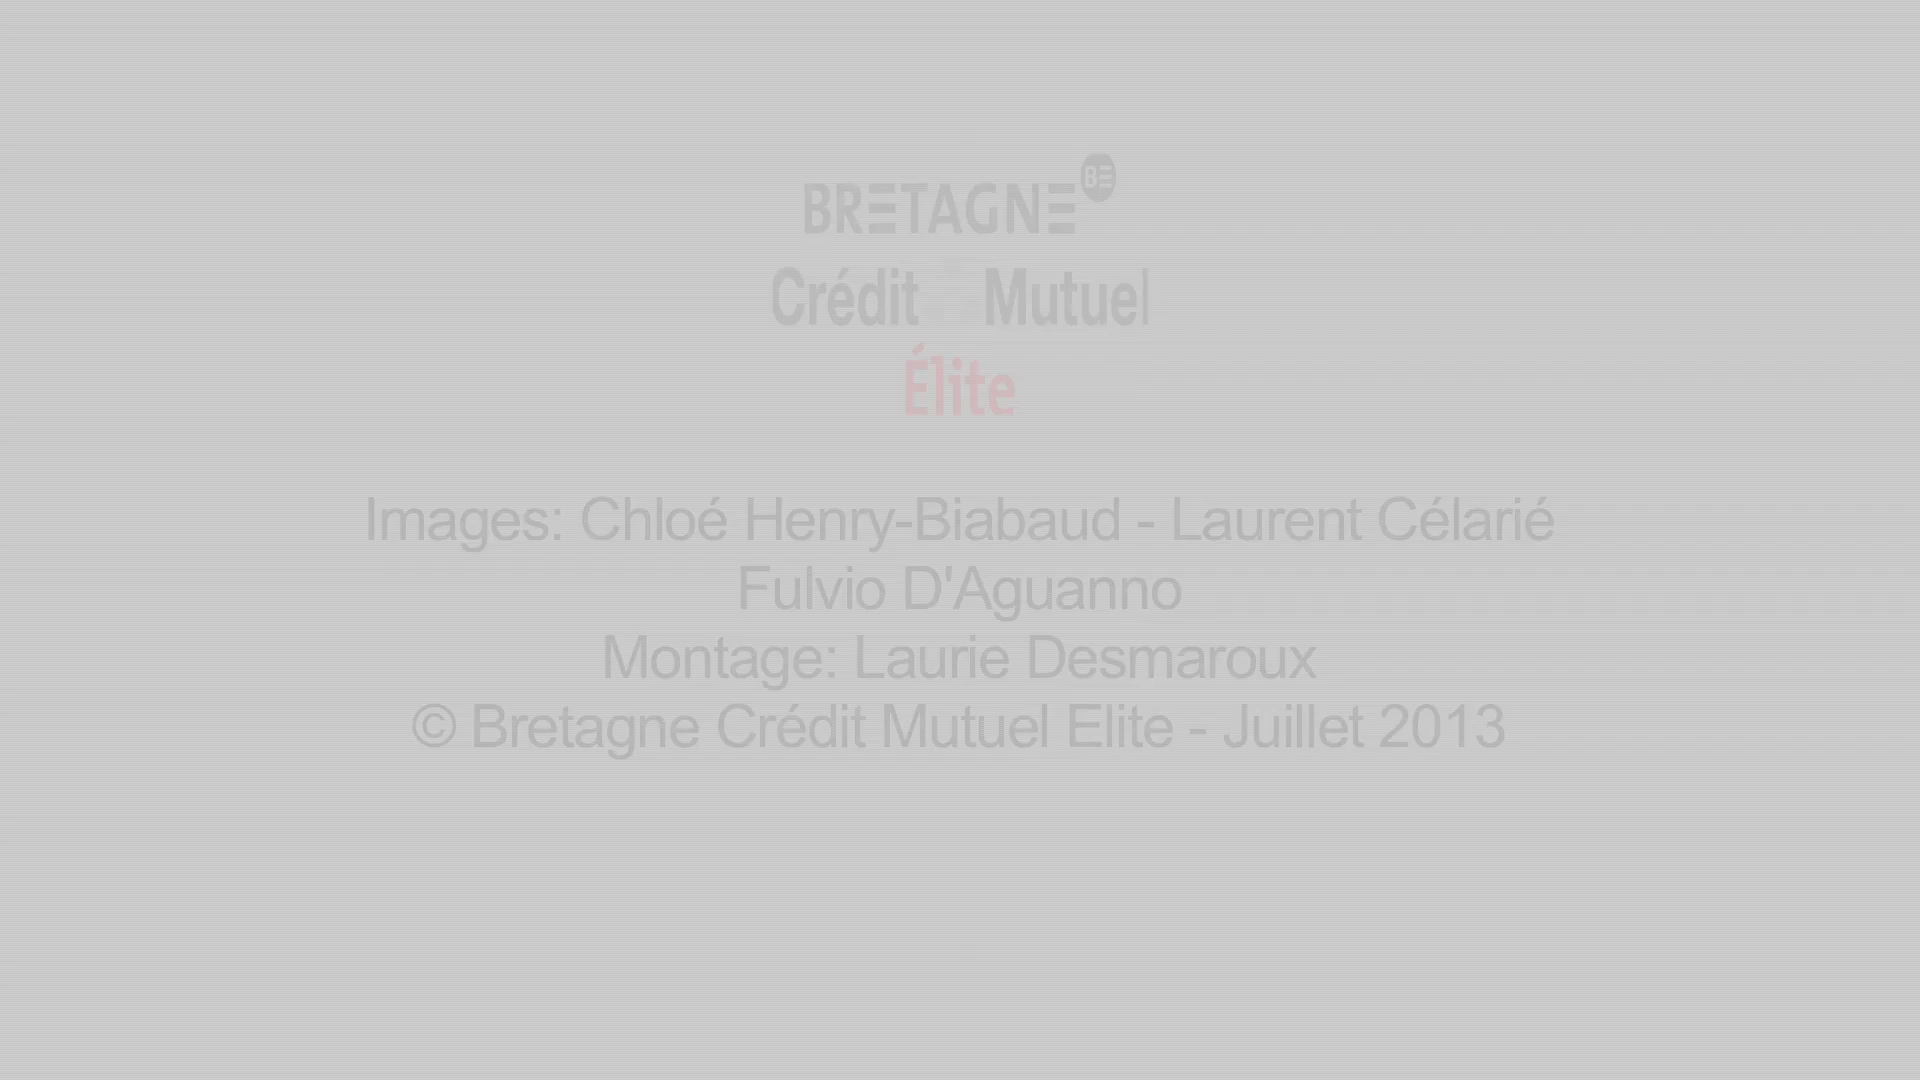 BRETAGNE BE
Crédit Mutuel
Élite
Images: Chloé Henry-Biabaud - Laurent Célarié
Fulvio D'Aguanno
Montage: Laurie Desmaroux
© Bretagne Crédit Mutuel Elite - Juillet 2013